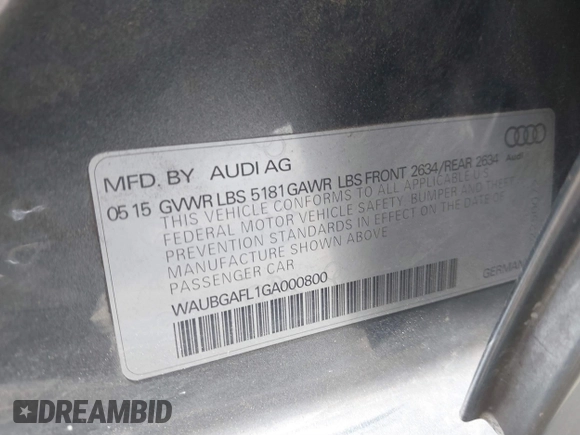 MFD. BY AUDI AG
05 15 GVWR LBS 5181 GAWR LBS FRONT 2634/REAR 2634
Audi
THIS VEHICLE CONFORMS TO ALL APPLICABLE U.S.
FEDERAL MOTOR VEHICLE SAFETY, BUMPER AND THEFT
PREVENTION STANDARDS IN EFFECT ON THE DATE OF
MANUFACTURE SHOWN ABOVE.
PASSENGER CAR
WAUBGAFL1GA000800
GERMAN
DREAMBID